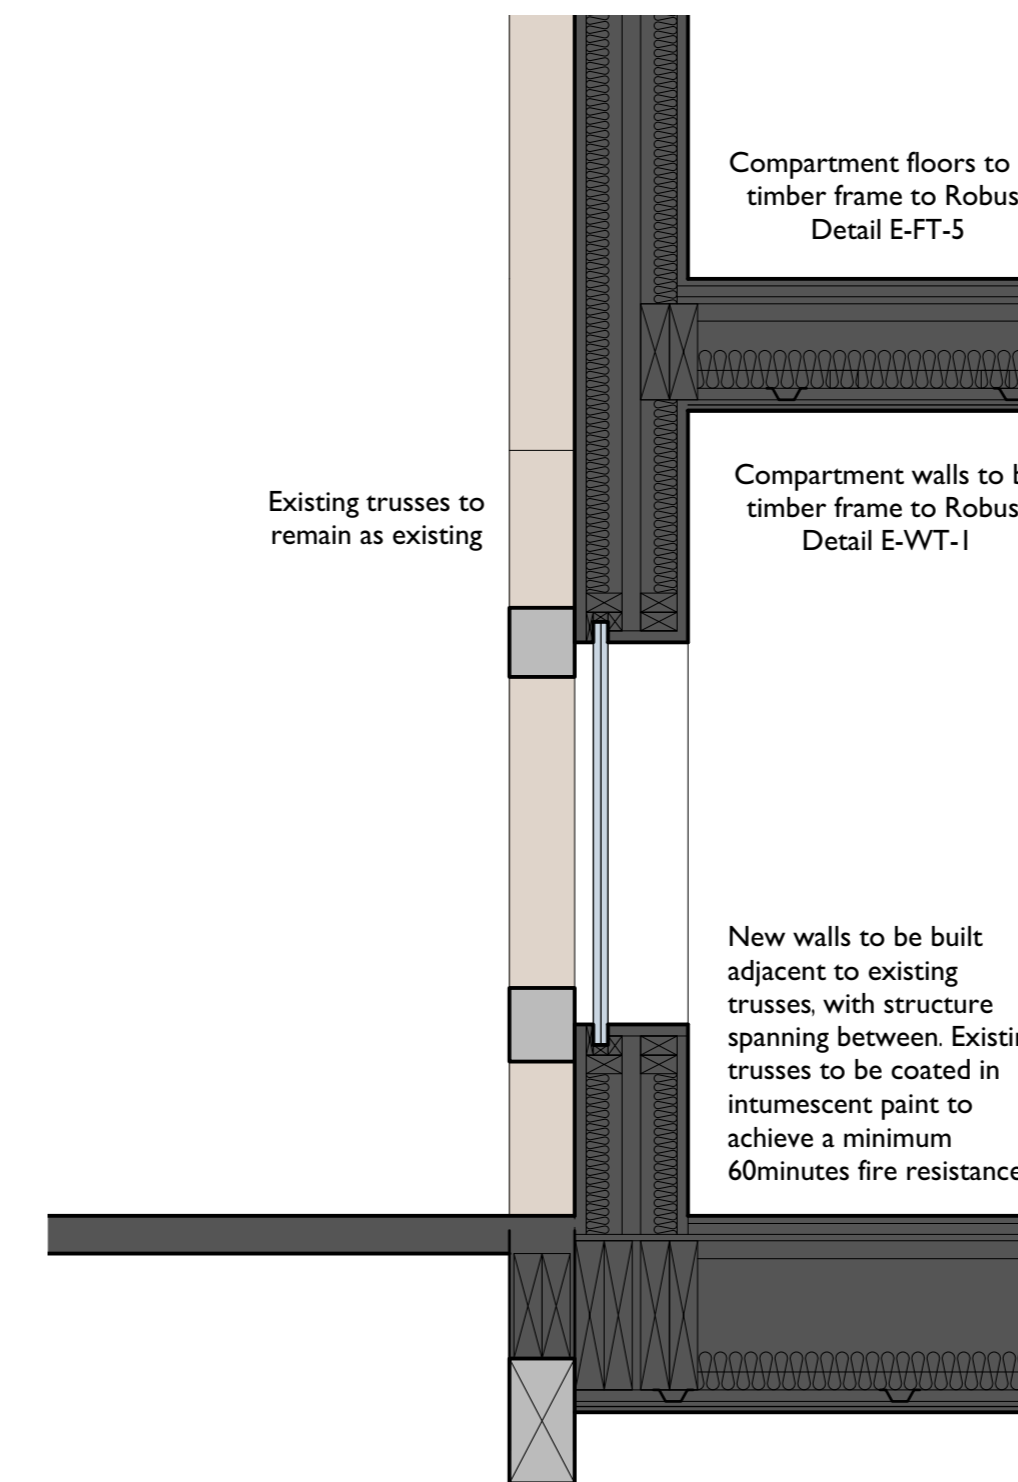 Compartment floors to
timber frame to Robus
Detail E-FT-5
Existing trusses to
remain as existing
Compartment walls to b
timber frame to Robus
Detail E-WT-1
New walls to be built
adjacent to existing
trusses, with structure
spanning between. Existin
trusses to be coated in
intumescent paint to
achieve a minimum
60minutes fire resistance